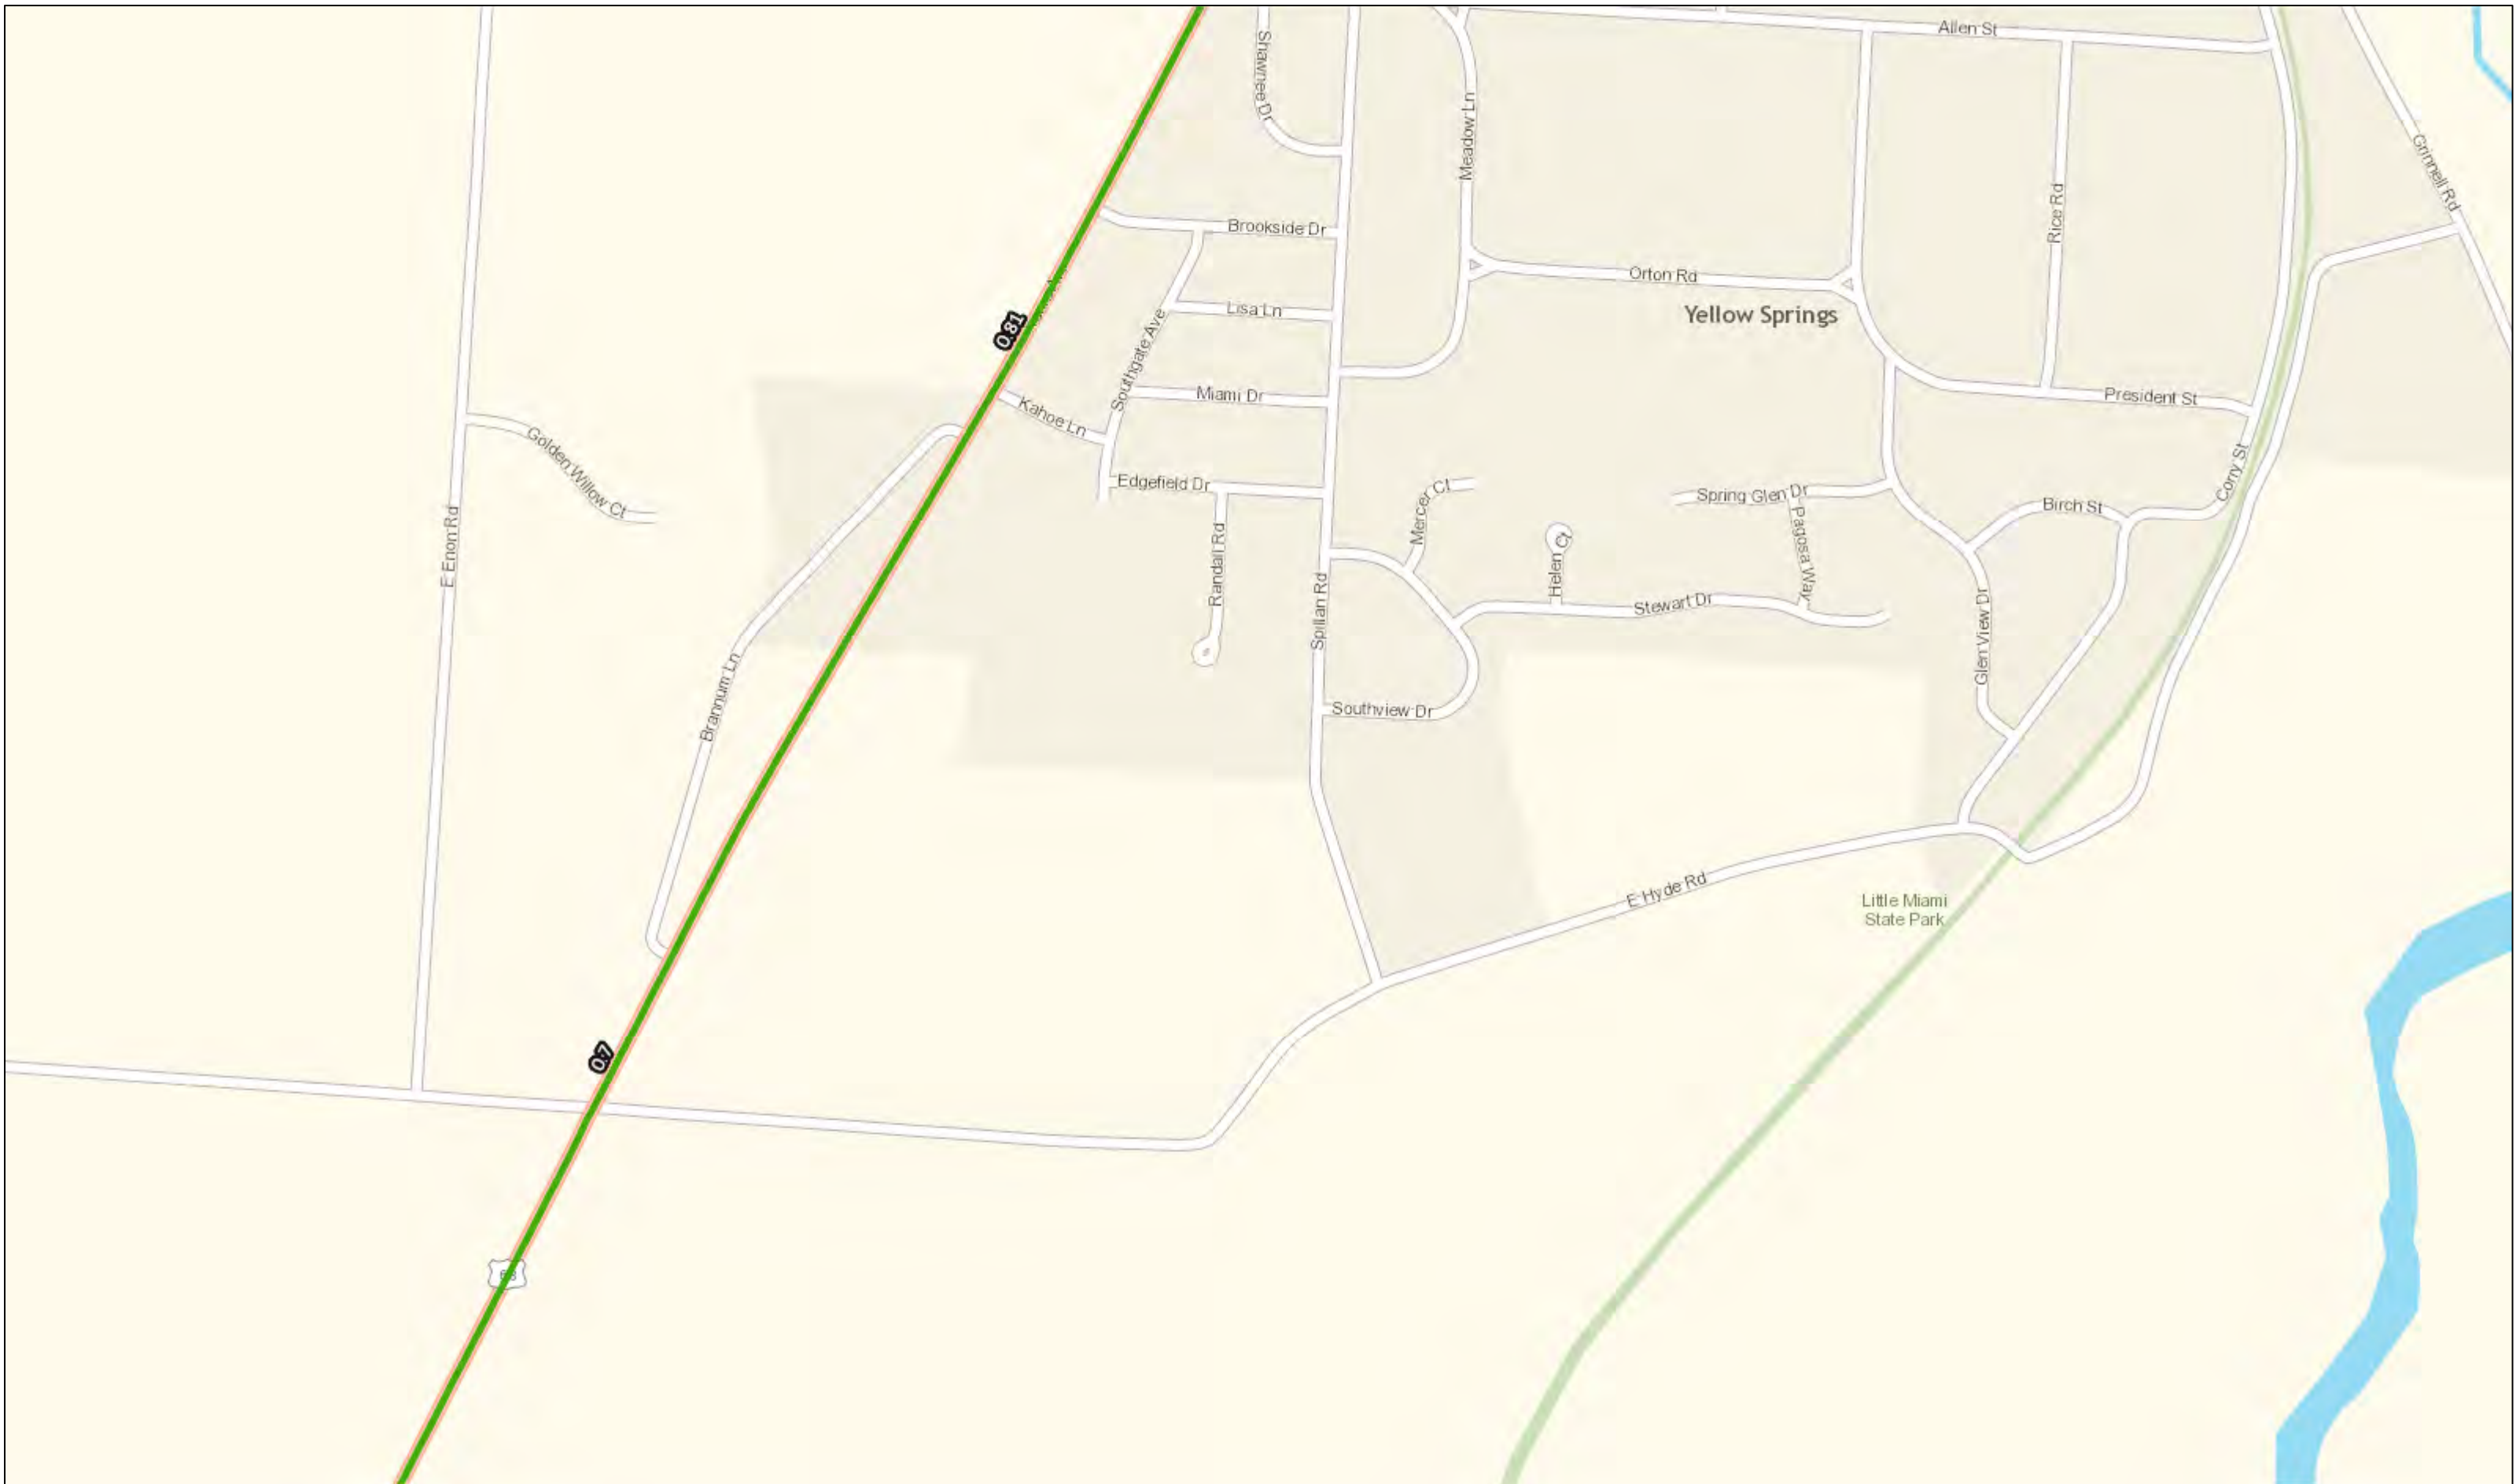 Allen St
Shawnee Dr
Meadow Ln
Grinnell Rd
Rice Rd
Brookside Dr
Orton Rd
Yellow Springs
Lisa Ln
0.81
Southgate Ave
Miami Dr
Kahoe Ln
President St
Golden Willow Ct
Edgefield Dr
Mercer Ct
Spring Glen Dr
Corry St
Birch St
E Enon Rd
Randall Rd
Helen Ct
Pagosa Way
Spillan Rd
Stewart Dr
Glen View Dr
Brannum Ln
Southview Dr
E Hyde Rd
Little Miami
State Park
0.7
68